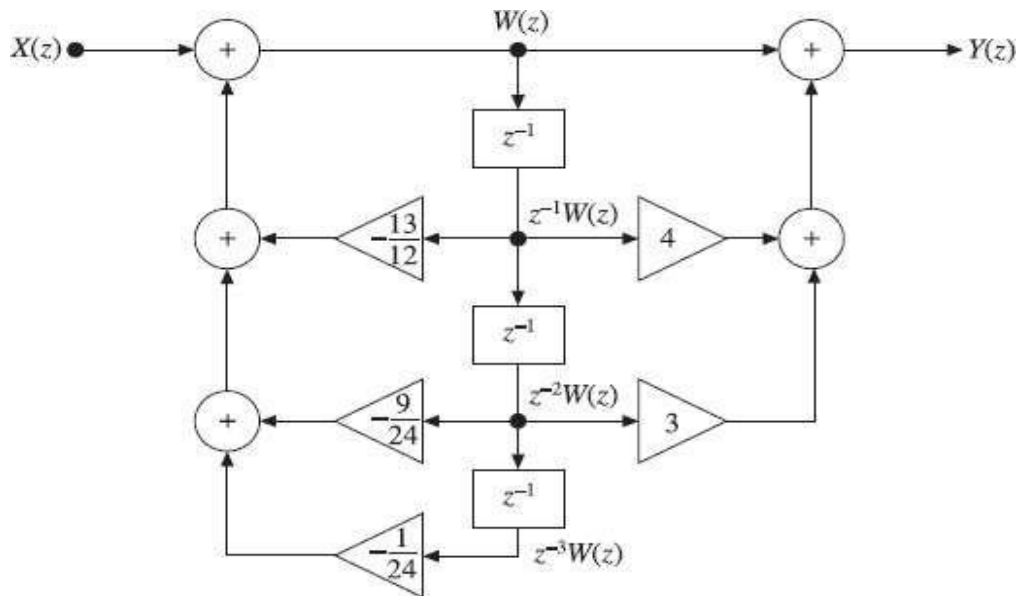 W(z)
X(z) + + Y(z)
z⁻¹
z⁻¹W(z)
+ −13/12 4 +
z⁻¹
z⁻²W(z)
+ −9/24 3
z⁻¹
−1/24 z⁻³W(z)